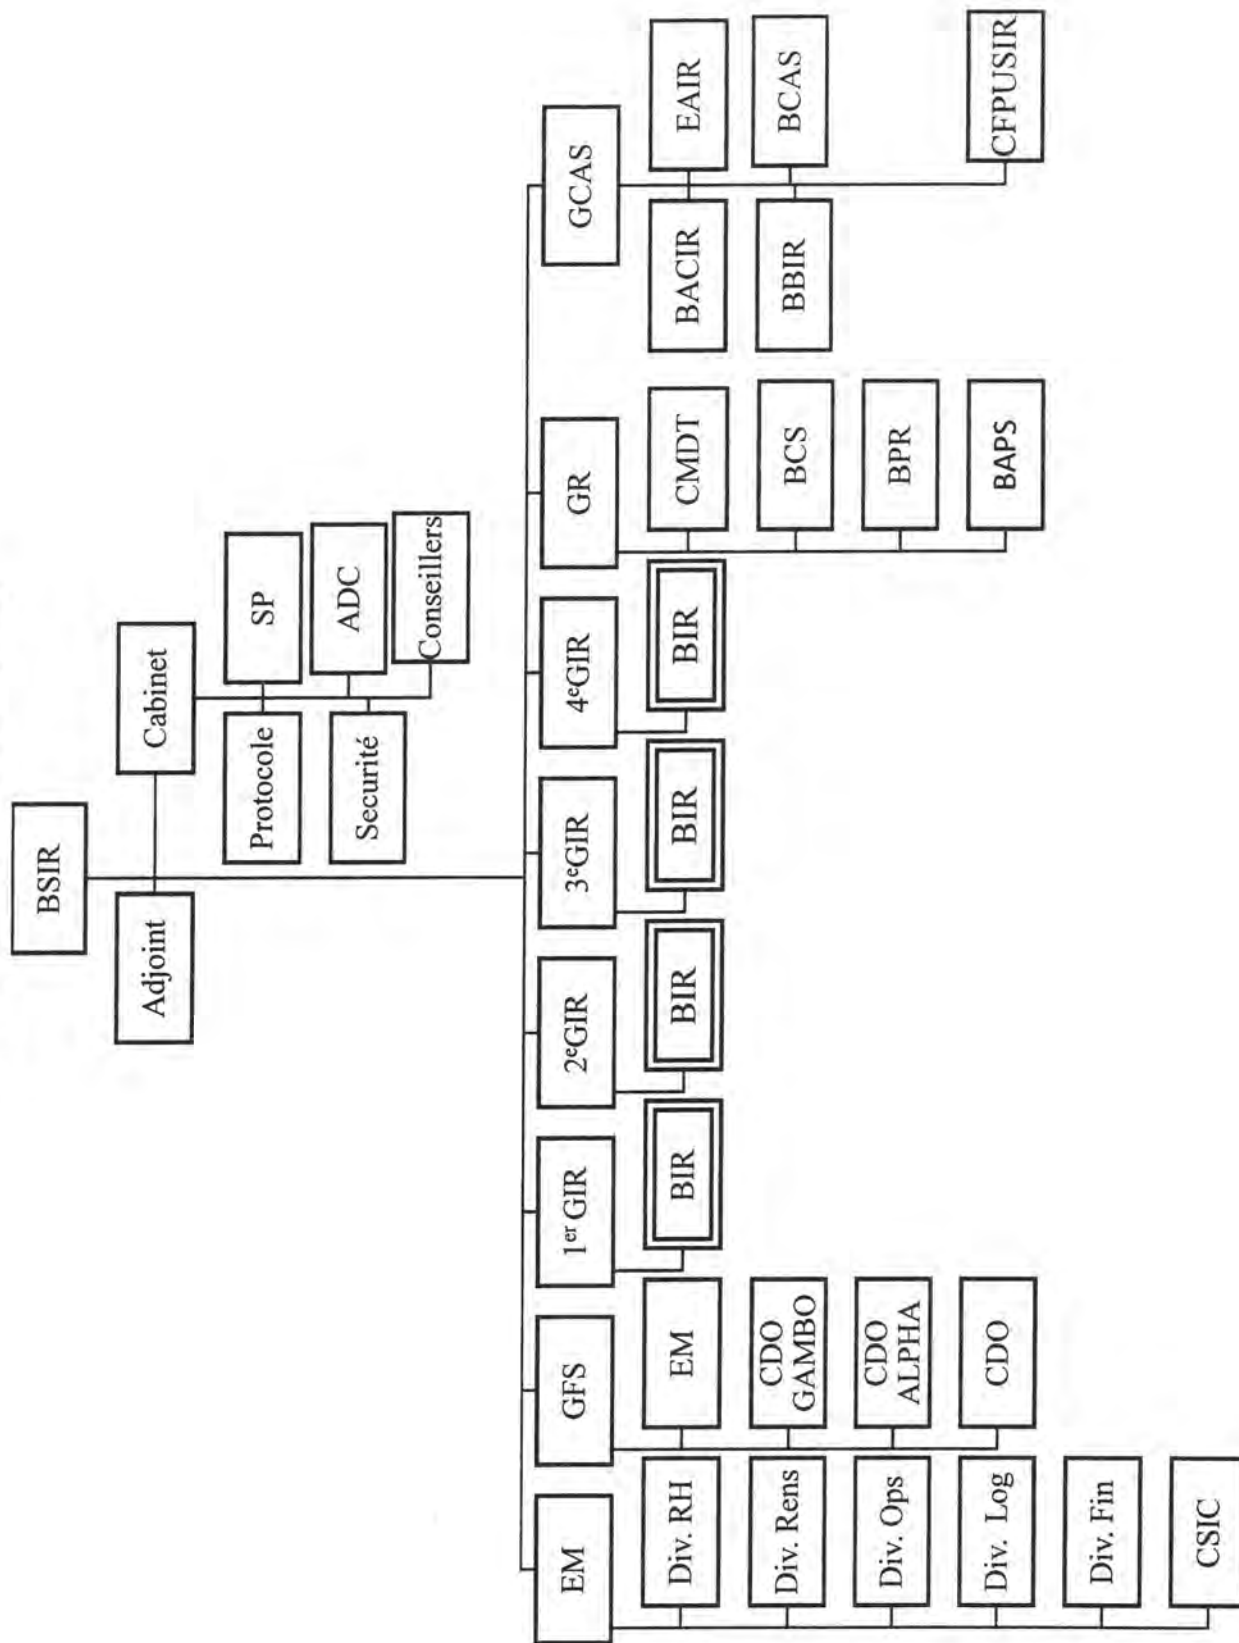 BSIR
Adjoint
Cabinet
Protocole
SP
Securité
ADC
Conseillers
EM
GFS
1er GIR
2eGIR
3eGIR
4eGIR
GR
GCAS
Div. RH
Div. Rens
Div. Ops
Div. Log
Div. Fin
CSIC
EM
CDO
GAMBO
CDO
ALPHA
CDO
BIR
BIR
BIR
BIR
CMDT
BCS
BPR
BAPS
BACIR
EAIR
BBIR
BCAS
CFPUSIR